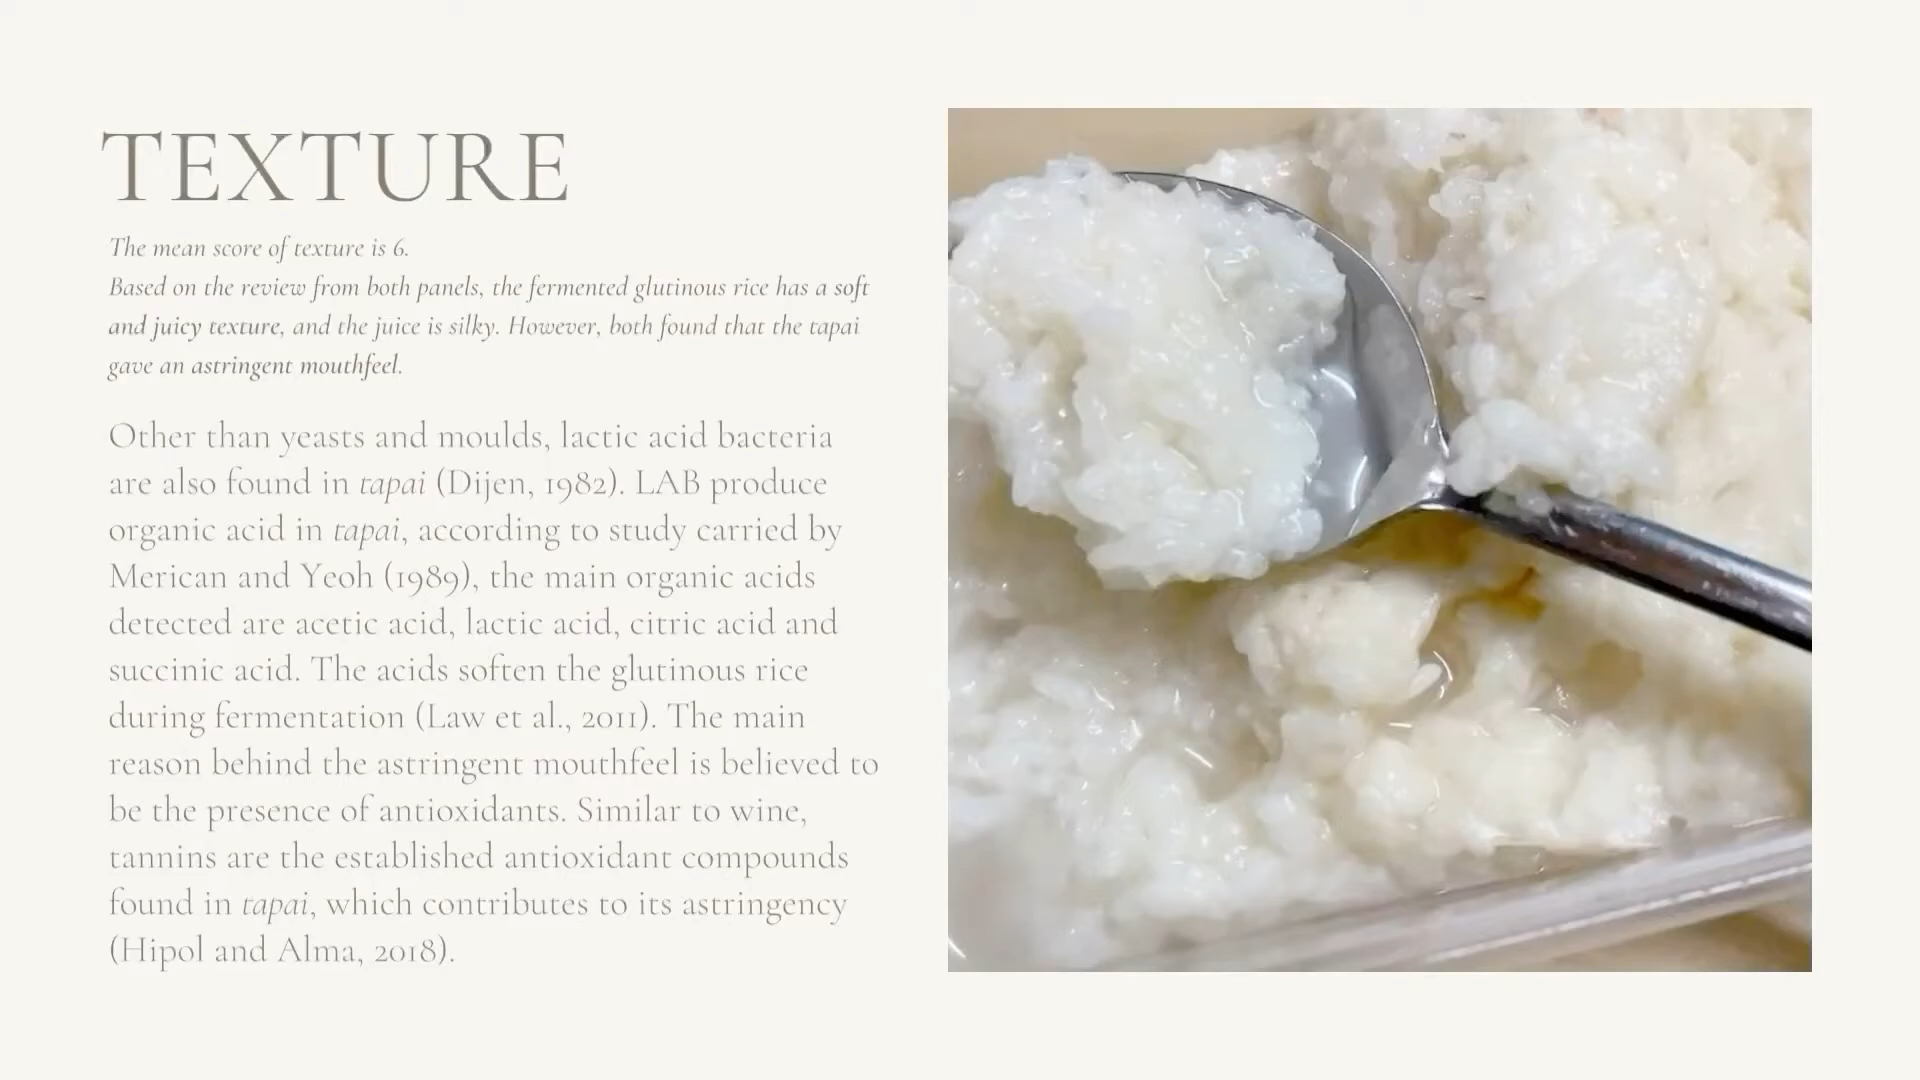 TEXTURE
The mean score of texture is 6.
Based on the review from both panels, the fermented glutinous rice has a soft
and juicy texture, and the juice is silky. However, both found that the tapai
gave an astringent mouthfeel.
Other than yeasts and moulds, lactic acid bacteria
are also found in tapai (Dijen, 1982). LAB produce
organic acid in tapai, according to study carried by
Merican and Yeoh (1989), the main organic acids
detected are acetic acid, lactic acid, citric acid and
succinic acid. The acids soften the glutinous rice
during fermentation (Law et al., 2011). The main
reason behind the astringent mouthfeel is believed to
be the presence of antioxidants. Similar to wine,
tannins are the established antioxidant compounds
found in tapai, which contributes to its astringency
(Hipol and Alma, 2018).